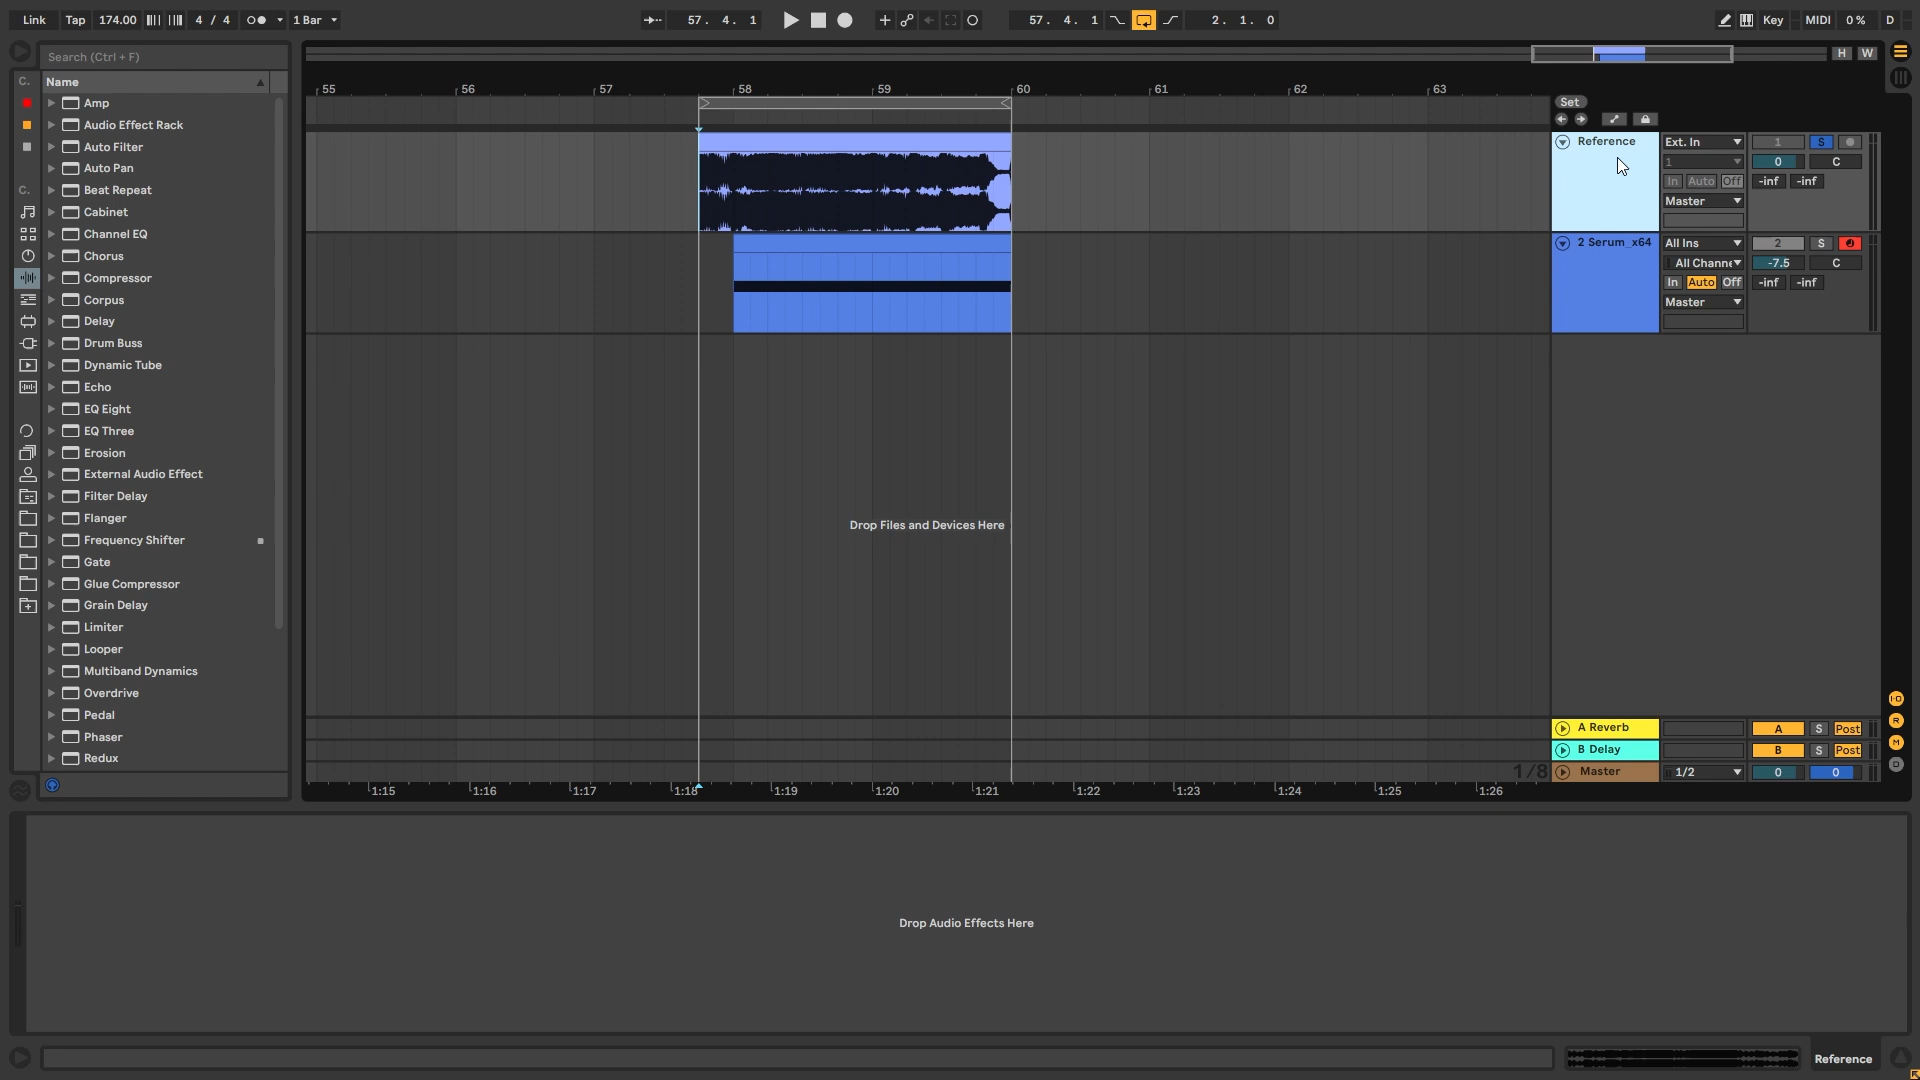 Link Tap 174.00 4 / 4 1 Bar 57. 4. 1 57. 4. 1 2. 1. 0 Key MIDI 0 % D
Search (Ctrl + F)
H W
C. Name
Amp
Audio Effect Rack
Auto Filter
Auto Pan
C. Beat Repeat
Cabinet
Channel EQ
Chorus
Compressor
Corpus
Delay
Drum Buss
Dynamic Tube
Echo
EQ Eight
EQ Three
Erosion
External Audio Effect
Filter Delay
Flanger
Frequency Shifter
Gate
Glue Compressor
Grain Delay
Limiter
Looper
Multiband Dynamics
Overdrive
Pedal
Phaser
Redux
55 56 57 58 59 60 61 62 63
Set
Reference Ext. In 1 S
1 0 C
In Auto Off -inf -inf
Master
2 Serum_x64 All Ins 2 S
All Channe -7.5 C
In Auto Off -inf -inf
Master
Drop Files and Devices Here
A Reverb A S Post
B Delay B S Post
1/8 Master 1/2 0 0
I-O
R
M
D
1:15 1:16 1:17 1:18 1:19 1:20 1:21 1:22 1:23 1:24 1:25 1:26
Drop Audio Effects Here
Reference